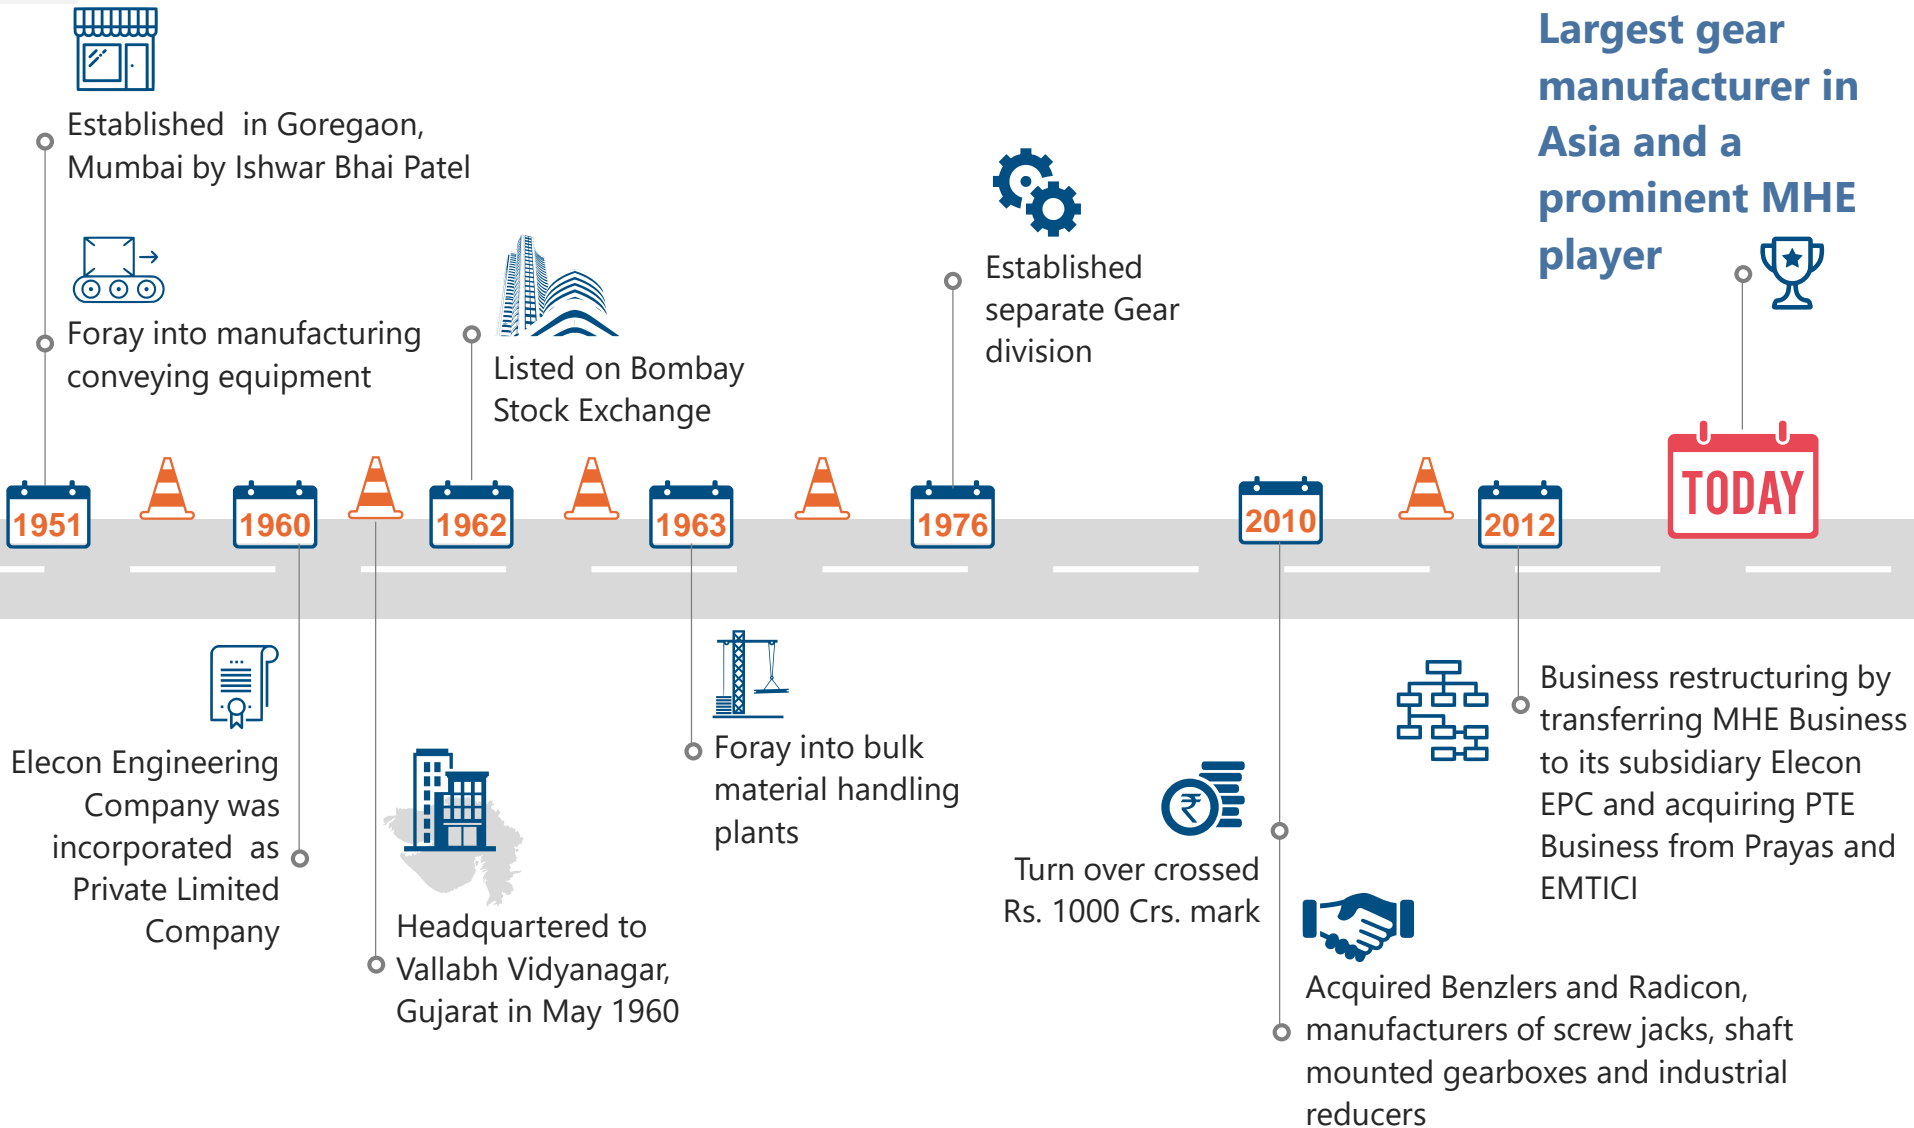 Established in Goregaon,
Mumbai by Ishwar Bhai Patel
Foray into manufacturing
conveying equipment
Listed on Bombay
Stock Exchange
Established
separate Gear
division
Largest gear
manufacturer in
Asia and a
prominent MHE
player
1951
1960
1962
1963
1976
2010
2012
TODAY
Elecon Engineering
Company was
incorporated as
Private Limited
Company
Headquartered to
Vallabh Vidyanagar,
Gujarat in May 1960
Foray into bulk
material handling
plants
₹
Turn over crossed
Rs. 1000 Crs. mark
Acquired Benzlers and Radicon,
manufacturers of screw jacks, shaft
mounted gearboxes and industrial
reducers
Business restructuring by
transferring MHE Business
to its subsidiary Elecon
EPC and acquiring PTE
Business from Prayas and
EMTICI